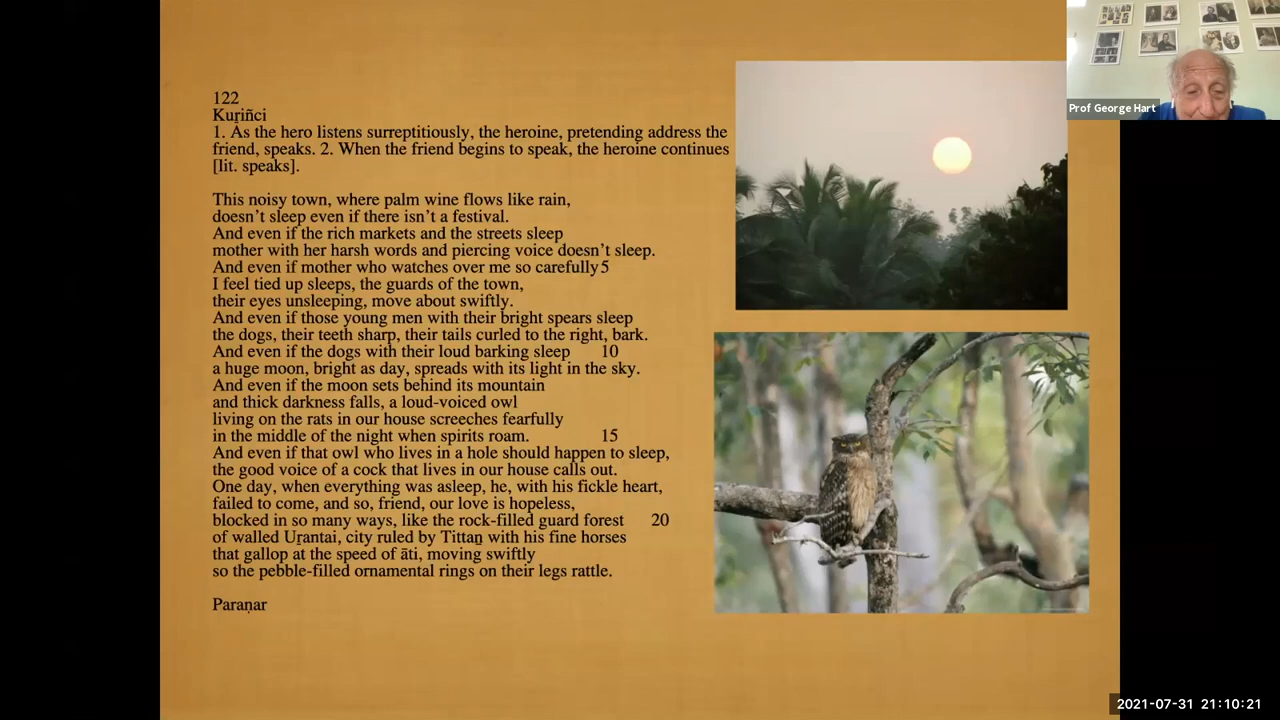 122
Kuṟiñci
1. As the hero listens surreptitiously, the heroine, pretending address the
friend, speaks. 2. When the friend begins to speak, the heroine continues
[lit. speaks].
This noisy town, where palm wine flows like rain,
doesn’t sleep even if there isn’t a festival.
And even if the rich markets and the streets sleep
mother with her harsh words and piercing voice doesn’t sleep.
And even if mother who watches over me so carefully 5
I feel tied up sleeps, the guards of the town,
their eyes unsleeping, move about swiftly.
And even if those young men with their bright spears sleep
the dogs, their teeth sharp, their tails curled to the right, bark.
And even if the dogs with their loud barking sleep 10
a huge moon, bright as day, spreads with its light in the sky.
And even if the moon sets behind its mountain
and thick darkness falls, a loud-voiced owl
living on the rats in our house screeches fearfully
in the middle of the night when spirits roam. 15
And even if that owl who lives in a hole should happen to sleep,
the good voice of a cock that lives in our house calls out.
One day, when everything was asleep, he, with his fickle heart,
failed to come, and so, friend, our love is hopeless,
blocked in so many ways, like the rock-filled guard forest 20
of walled Uṟantai, city ruled by Tittaṉ with his fine horses
that gallop at the speed of āti, moving swiftly
so the pebble-filled ornamental rings on their legs rattle.
Paraṇar
Prof George Hart
2021-07-31 21:10:21